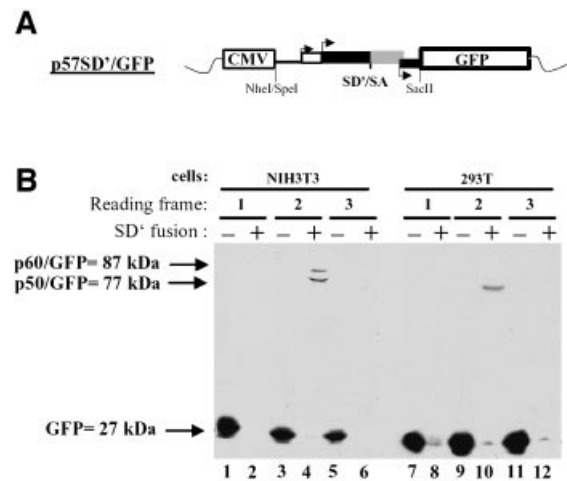 A
p57SD'/GFP
CMV
GFP
NheI/SpeI
SD'/SA
SacII
B
cells: NIH3T3 293T
Reading frame: 1 2 3 1 2 3
SD' fusion : – + – + – + – + – + – +
p60/GFP= 87 kDa
p50/GFP= 77 kDa
GFP= 27 kDa
1 2 3 4 5 6 7 8 9 10 11 12